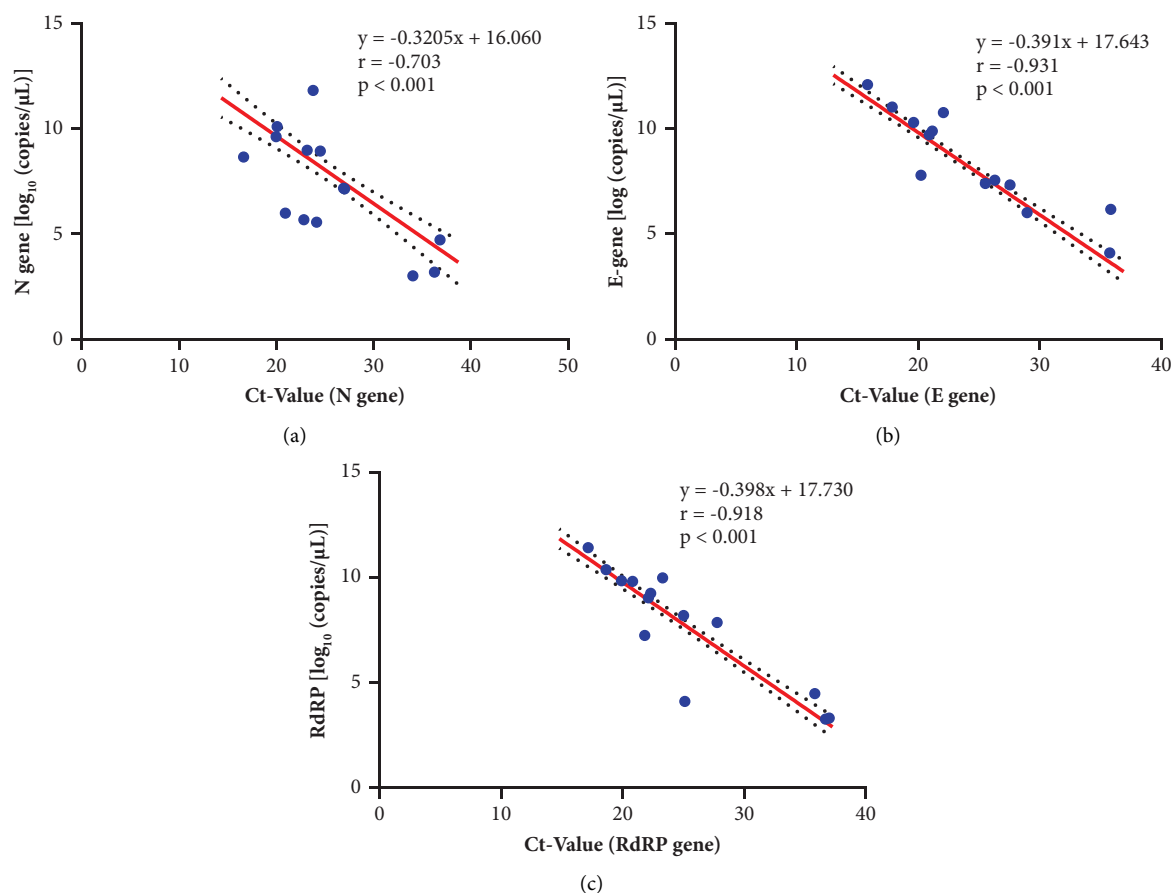 15
10
5
0
N gene [log₁₀ (copies/µL)]
y = -0.3205x + 16.060
r = -0.703
p < 0.001
0 10 20 30 40 50
Ct-Value (N gene)
(a)
15
10
5
0
E-gene [log (copies/µL)]
y = -0.391x + 17.643
r = -0.931
p < 0.001
0 10 20 30 40
Ct-Value (E gene)
(b)
15
10
5
0
RdRP [log₁₀ (copies/µL)]
y = -0.398x + 17.730
r = -0.918
p < 0.001
0 10 20 30 40
Ct-Value (RdRP gene)
(c)